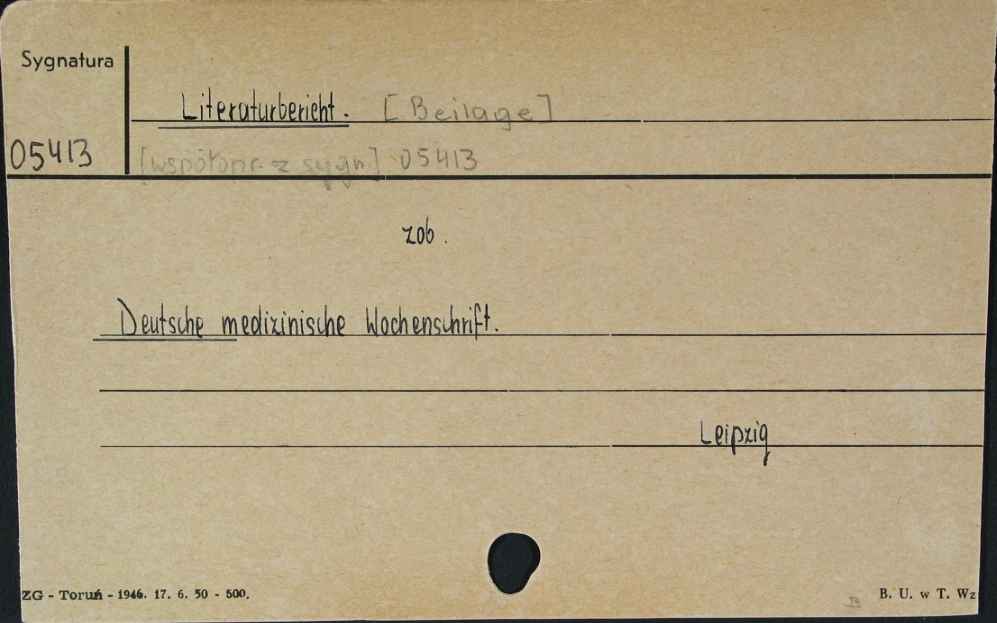 Sygnatura
Literaturbericht. [Beilage]
05413 [współopr. z sygn] 05413
zob.
Deutsche medizinische Wochenschrift.
Leipzig
ZG - Toruń - 1946. 17. 6. 50 - 500. B. U. w T. Wz